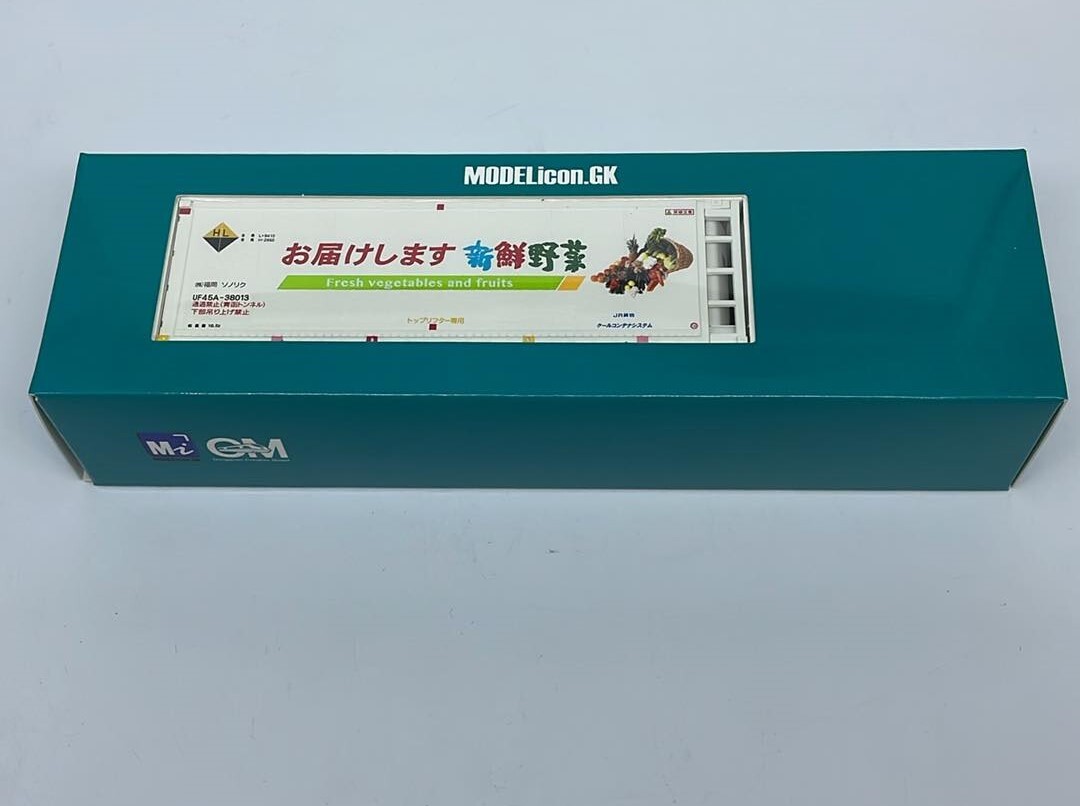 MODELicon.GK
HL
お届けします 新鮮野菜
Fresh vegetables and fruits
㈱福岡 ソノリク
UF45A-38013
通過禁止(青函トンネル)
下部吊り上げ禁止
トップリフター専用
JR貨物
クールコンテナシステム
Mi
GM